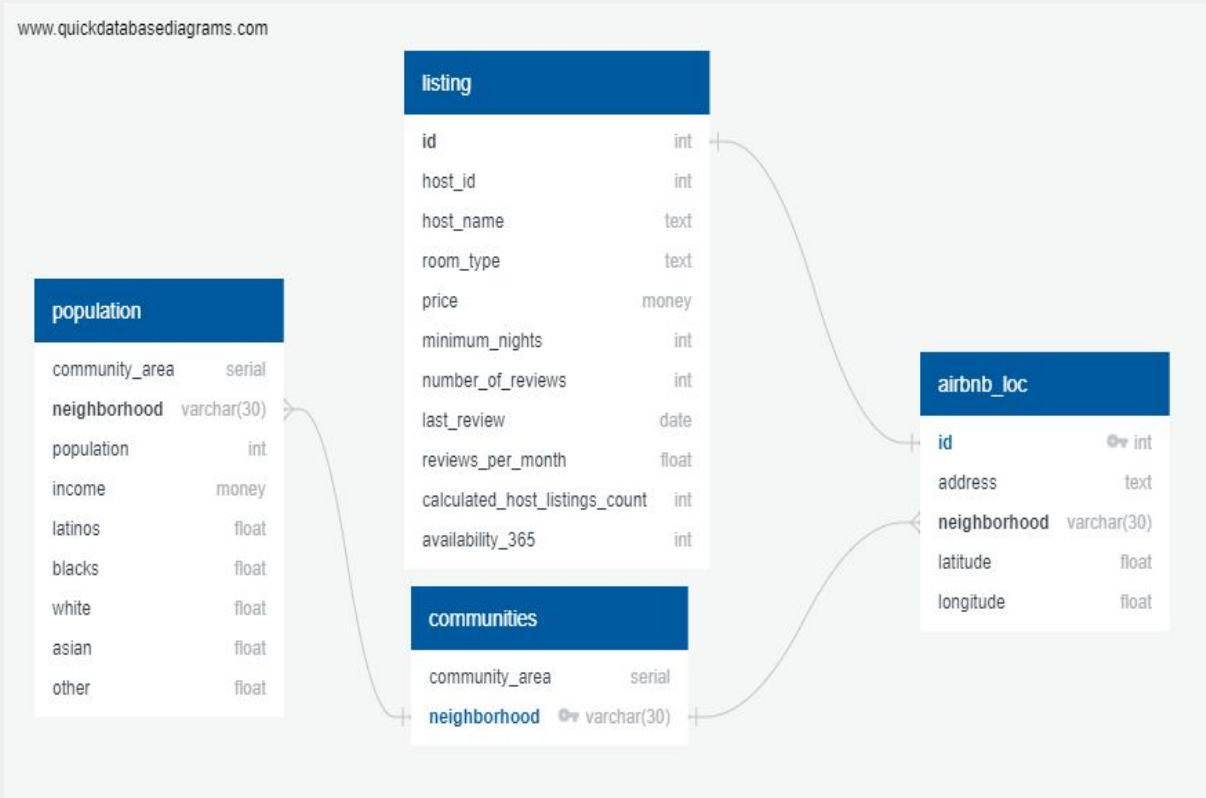 www.quickdatabasediagrams.com
listing
id int
host_id int
host_name text
room_type text
price money
minimum_nights int
number_of_reviews int
last_review date
reviews_per_month float
calculated_host_listings_count int
availability_365 int
population
community_area serial
neighborhood varchar(30)
population int
income money
latinos float
blacks float
white float
asian float
other float
communities
community_area serial
neighborhood varchar(30)
airbnb_loc
id int
address text
neighborhood varchar(30)
latitude float
longitude float